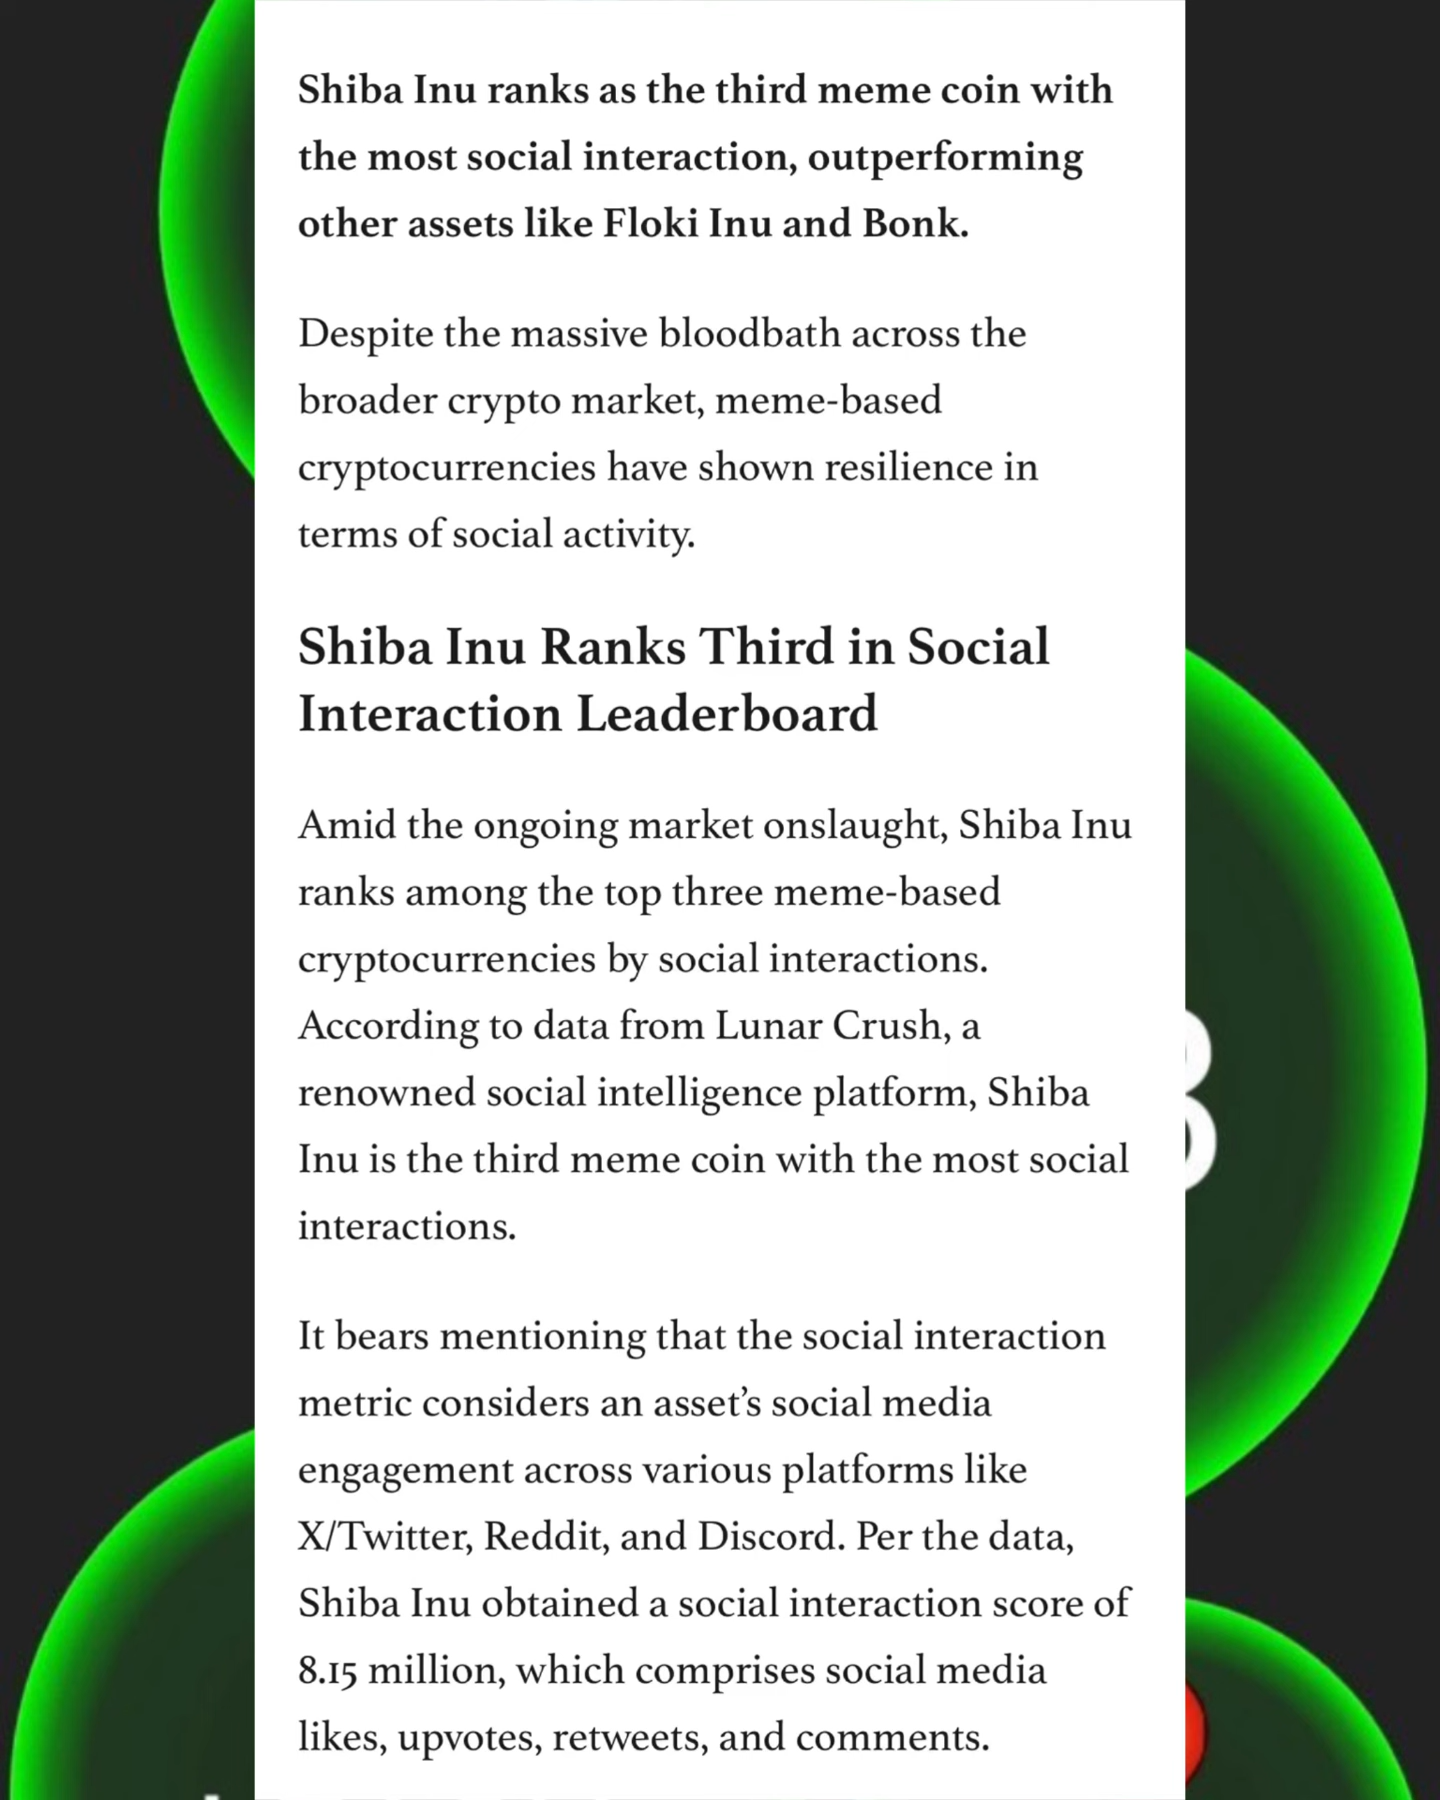 Shiba Inu ranks as the third meme coin with
the most social interaction, outperforming
other assets like Floki Inu and Bonk.
Despite the massive bloodbath across the
broader crypto market, meme-based
cryptocurrencies have shown resilience in
terms of social activity.
Shiba Inu Ranks Third in Social
Interaction Leaderboard
Amid the ongoing market onslaught, Shiba Inu
ranks among the top three meme-based
cryptocurrencies by social interactions.
According to data from Lunar Crush, a
renowned social intelligence platform, Shiba
Inu is the third meme coin with the most social
interactions.
It bears mentioning that the social interaction
metric considers an asset’s social media
engagement across various platforms like
X/Twitter, Reddit, and Discord. Per the data,
Shiba Inu obtained a social interaction score of
8.15 million, which comprises social media
likes, upvotes, retweets, and comments.